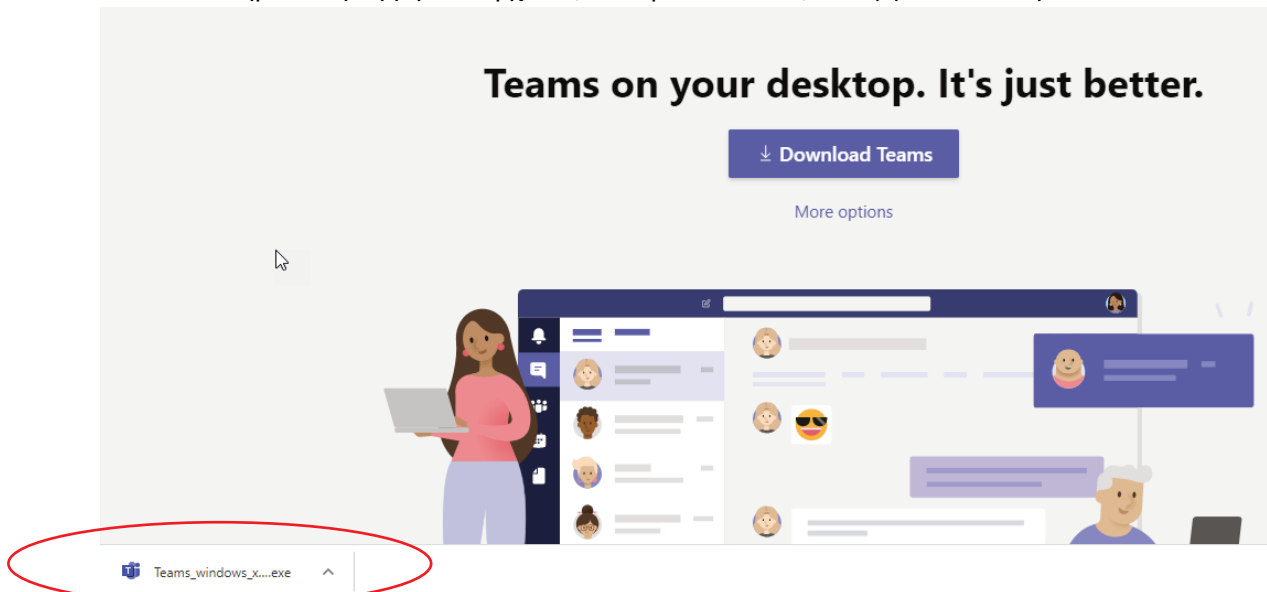 Teams on your desktop. It's just better.
Download Teams
More options
Teams_windows_x....exe